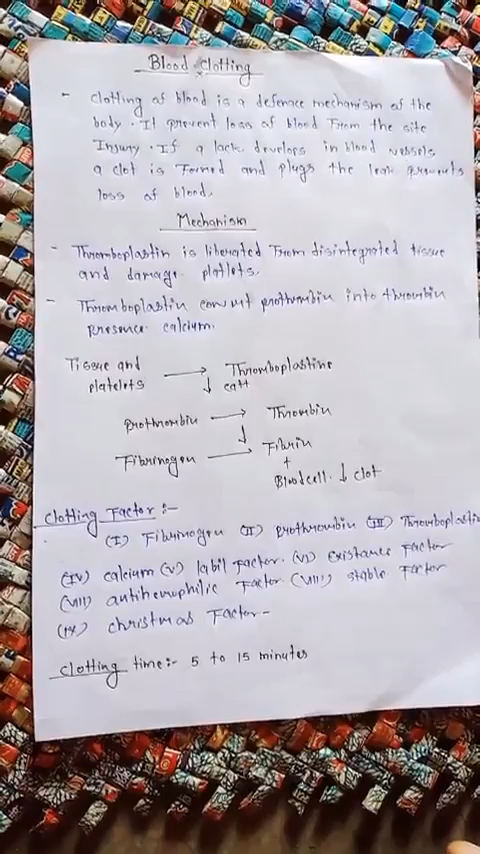 Blood Clotting
- Clotting of blood is a defence mechanism of the
body. It prevent loss of blood From the site
Injury. If a lack develops in blood vessels
a clot is Formed and plugs the leak prevents
loss of blood.
Mechanism
- Thromboplastin is liberated From disintegrated tissue
and damage platlets.
- Thromboplastin convert prothrombin into thrombin
presence calcium.
Tissue and platelets → Thromboplastine
↓ ca++
Prothrombin → Thrombin
↓
Fibrinogen → Fibrin
+
Blood cell. ↓ clot
Clotting Factor :-
(I) Fibrinogen (II) prothrombin (III) Thromboplastin
(IV) calcium (V) labil Factor. (VI) existance Factor
(VII) antihemophilic Factor (VIII) stable Factor
(IX) christmas Factor -
Clotting time :- 5 to 15 minutes